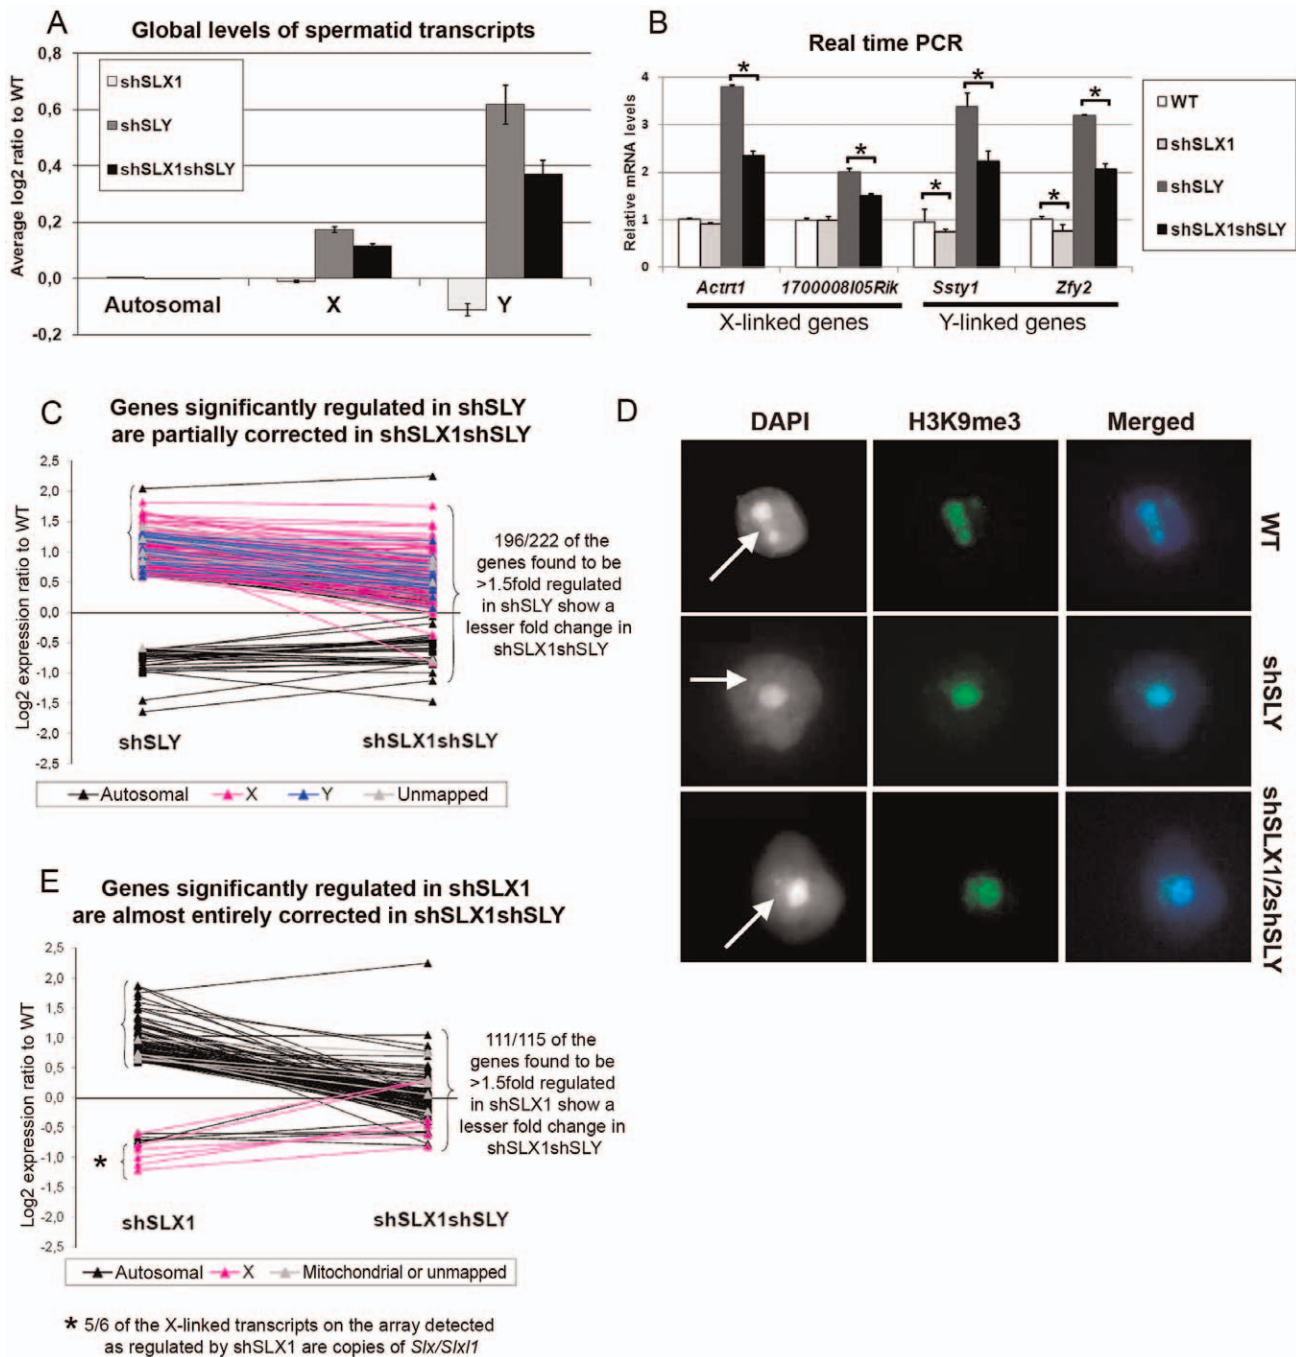 A
Global levels of spermatid transcripts
Average log2 ratio to WT
0,8
0,6
0,4
0,2
0,0
-0,2
shSLX1
shSLY
shSLX1shSLY
Autosomal
X
Y
B
Real time PCR
Relative mRNA levels
4
3
2
1
0
*
*
*
*
*
*
Actrt1
1700008I05Rik
Ssty1
Zfy2
X-linked genes
Y-linked genes
WT
shSLX1
shSLY
shSLX1shSLY
C
Genes significantly regulated in shSLY
are partially corrected in shSLX1shSLY
Log2 expression ratio to WT
2,5
2,0
1,5
1,0
0,5
0,0
-0,5
-1,0
-1,5
-2,0
-2,5
196/222 of the
genes found to be
>1.5fold regulated
in shSLY show a
lesser fold change in
shSLX1shSLY
shSLY
shSLX1shSLY
Autosomal
X
Y
Unmapped
D
DAPI
H3K9me3
Merged
WT
shSLY
shSLX1/2shSLY
E
Genes significantly regulated in shSLX1
are almost entirely corrected in shSLX1shSLY
Log2 expression ratio to WT
2,5
2,0
1,5
1,0
0,5
0,0
-0,5
-1,0
-1,5
-2,0
-2,5
*
111/115 of the
genes found to be
>1.5fold regulated
in shSLX1 show a
lesser fold change in
shSLX1shSLY
shSLX1
shSLX1shSLY
Autosomal
X
Mitochondrial or unmapped
* 5/6 of the X-linked transcripts on the array detected
as regulated by shSLX1 are copies of Slx/Slxl1